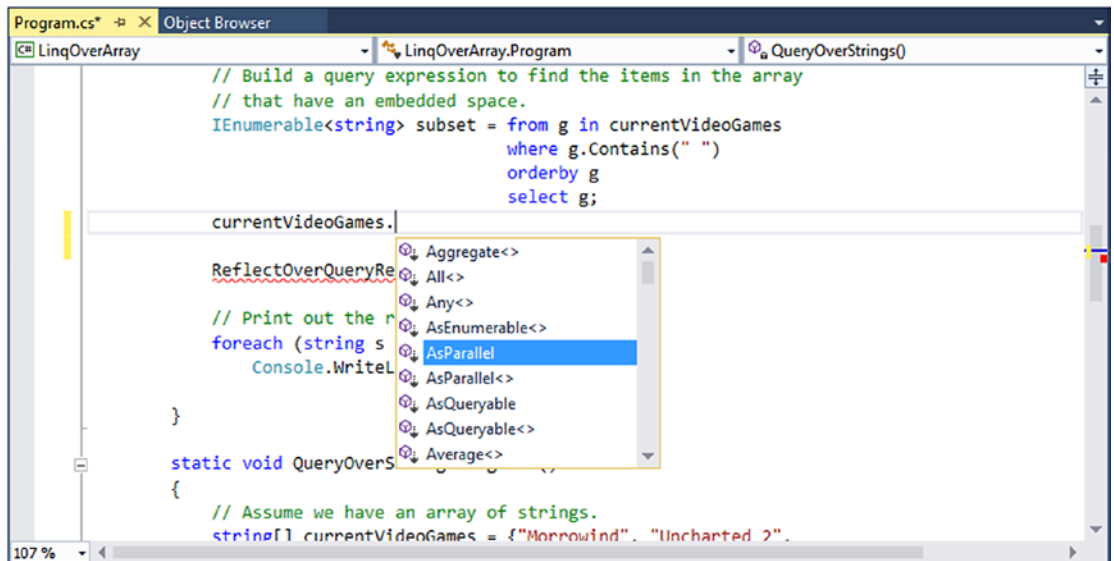 Program.cs* Object Browser
C# LinqOverArray LinqOverArray.Program QueryOverStrings()
// Build a query expression to find the items in the array
// that have an embedded space.
IEnumerable<string> subset = from g in currentVideoGames
where g.Contains(" ")
orderby g
select g;
currentVideoGames.
Aggregate<>
ReflectOverQueryRe
All<>
Any<>
// Print out the r
AsEnumerable<>
foreach (string s
AsParallel
Console.WriteL
AsParallel<>
AsQueryable
}
AsQueryable<>
Average<>
static void QueryOverS
{
// Assume we have an array of strings.
string[] currentVideoGames = {"Morrowind", "Uncharted 2",
107 %